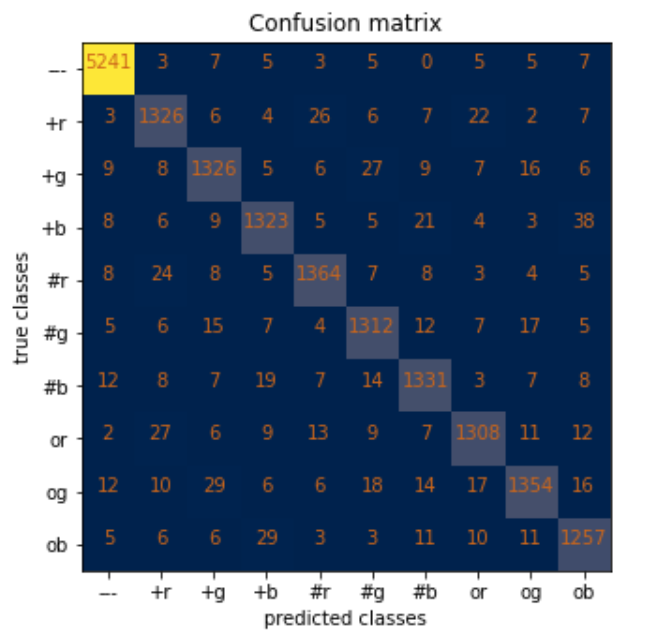 Confusion matrix
--- 5241 3 7 5 3 5 0 5 5 7
+r 3 1326 6 4 26 6 7 22 2 7
+g 9 8 1326 5 6 27 9 7 16 6
+b 8 6 9 1323 5 5 21 4 3 38
#r 8 24 8 5 1364 7 8 3 4 5
#g 5 6 15 7 4 1312 12 7 17 5
#b 12 8 7 19 7 14 1331 3 7 8
or 2 27 6 9 13 9 7 1308 11 12
og 12 10 29 6 6 18 14 17 1354 16
ob 5 6 6 29 3 3 11 10 11 1257
--- +r +g +b #r #g #b or og ob
predicted classes
true classes